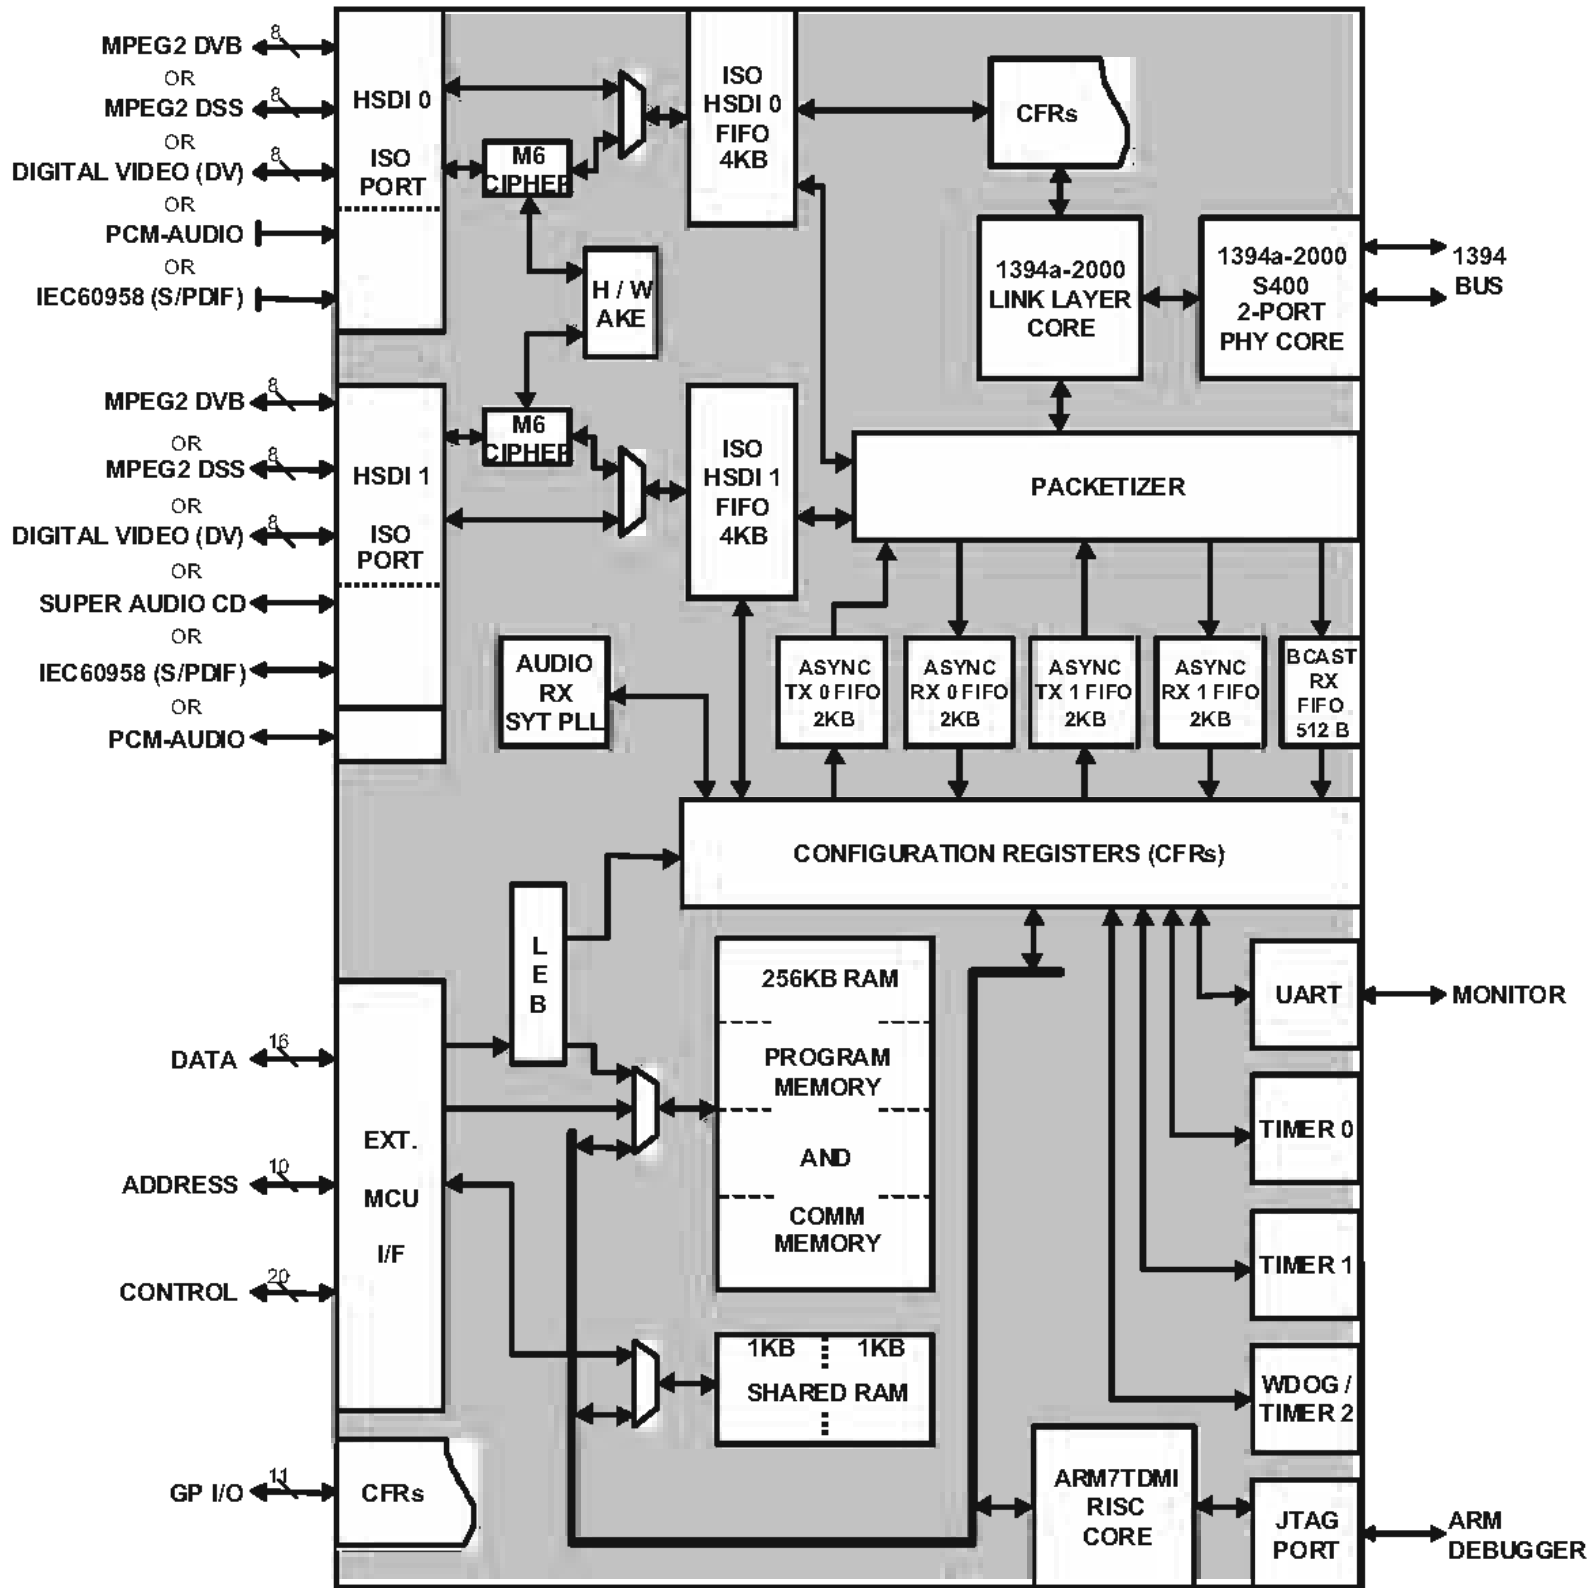 MPEG2 DVB
8
OR
MPEG2 DSS
8
OR
DIGITAL VIDEO (DV)
8
OR
PCM-AUDIO
OR
IEC60958 (S/PDIF)
HSDI 0
ISO
PORT
M6
CIPHER
H / W
AKE
ISO
HSDI 0
FIFO
4KB
CFRs
1394a-2000
LINK LAYER
CORE
1394a-2000
S400
2-PORT
PHY CORE
1394
BUS
MPEG2 DVB
8
OR
MPEG2 DSS
8
OR
DIGITAL VIDEO (DV)
8
OR
SUPER AUDIO CD
OR
IEC60958 (S/PDIF)
OR
PCM-AUDIO
HSDI 1
ISO
PORT
M6
CIPHER
ISO
HSDI 1
FIFO
4KB
PACKETIZER
AUDIO
RX
SYT PLL
ASYNC
TX 0 FIFO
2KB
ASYNC
RX 0 FIFO
2KB
ASYNC
TX 1 FIFO
2KB
ASYNC
RX 1 FIFO
2KB
BCAST
RX
FIFO
512 B
CONFIGURATION REGISTERS (CFRs)
L
E
B
256KB RAM
PROGRAM
MEMORY
AND
COMM
MEMORY
UART
MONITOR
TIMER 0
TIMER 1
WDOG /
TIMER 2
DATA
16
ADDRESS
10
CONTROL
20
EXT.
MCU
I/F
1KB
1KB
SHARED RAM
GP I/O
11
CFRs
ARM7TDMI
RISC
CORE
JTAG
PORT
ARM
DEBUGGER